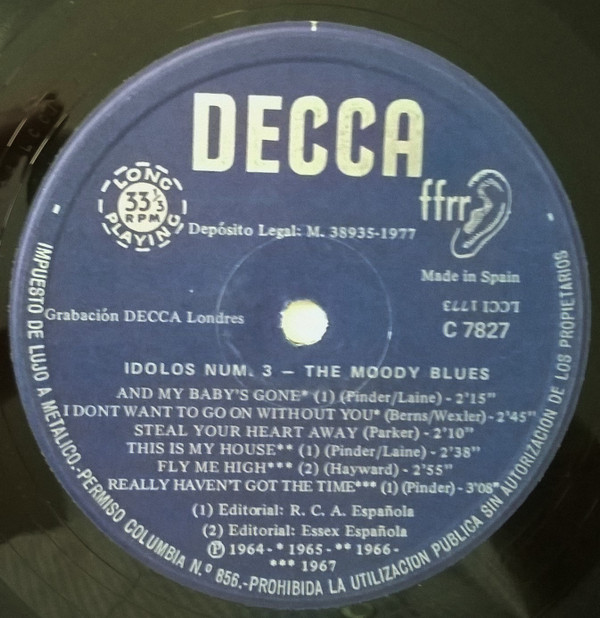 DECCA
LONG
33 1/3
RPM
PLAYING
ffrr
Depósito Legal: M. 38935-1977
Made in Spain
Grabación DECCA Londres
LCCI 1773
C 7827
IDOLOS NUM. 3 — THE MOODY BLUES
AND MY BABY'S GONE* (1) (Pinder/Laine) - 2'15"
I DONT WANT TO GO ON WITHOUT YOU* (Berns/Wexler) - 2'45"
STEAL YOUR HEART AWAY (Parker) - 2'10"
THIS IS MY HOUSE** (1) (Pinder/Laine) - 2'38"
FLY ME HIGH*** (2) (Hayward) - 2'55"
REALLY HAVEN'T GOT THE TIME*** (1) (Pinder) - 3'08"
(1) Editorial: R. C. A. Española
(2) Editorial: Essex Española
Ⓟ 1964 - * 1965 - ** 1966 -
*** 1967
IMPUESTO DE LUJO A METALICO.-PERMISO COLUMBIA N.º 856.-PROHIBIDA LA UTILIZACION PUBLICA SIN AUTORIZACION DE LOS PROPIETARIOS